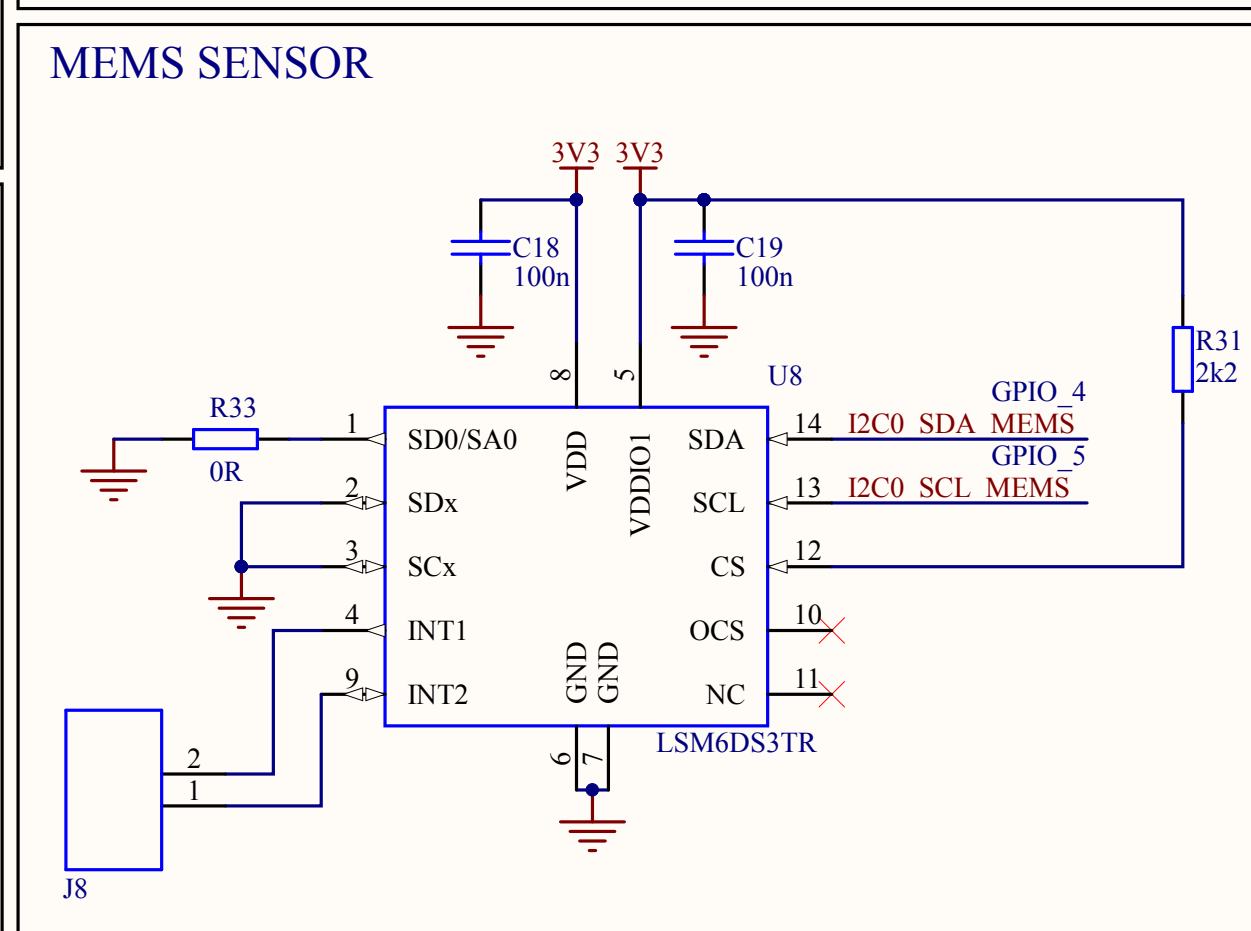 MEMS SENSOR
3V3 3V3
C18
100n
C19
100n
R31
2k2
8 5
U8
GPIO_4
R33
0R
1 SD0/SA0
VDD
VDDIO1
SDA 14 I2C0_SDA_MEMS
GPIO_5
2 SDx
SCL 13 I2C0_SCL_MEMS
3 SCx
CS 12
4 INT1
OCS 10
GND
GND
9 INT2
NC 11
LSM6DS3TR
6 7
2
1
J8